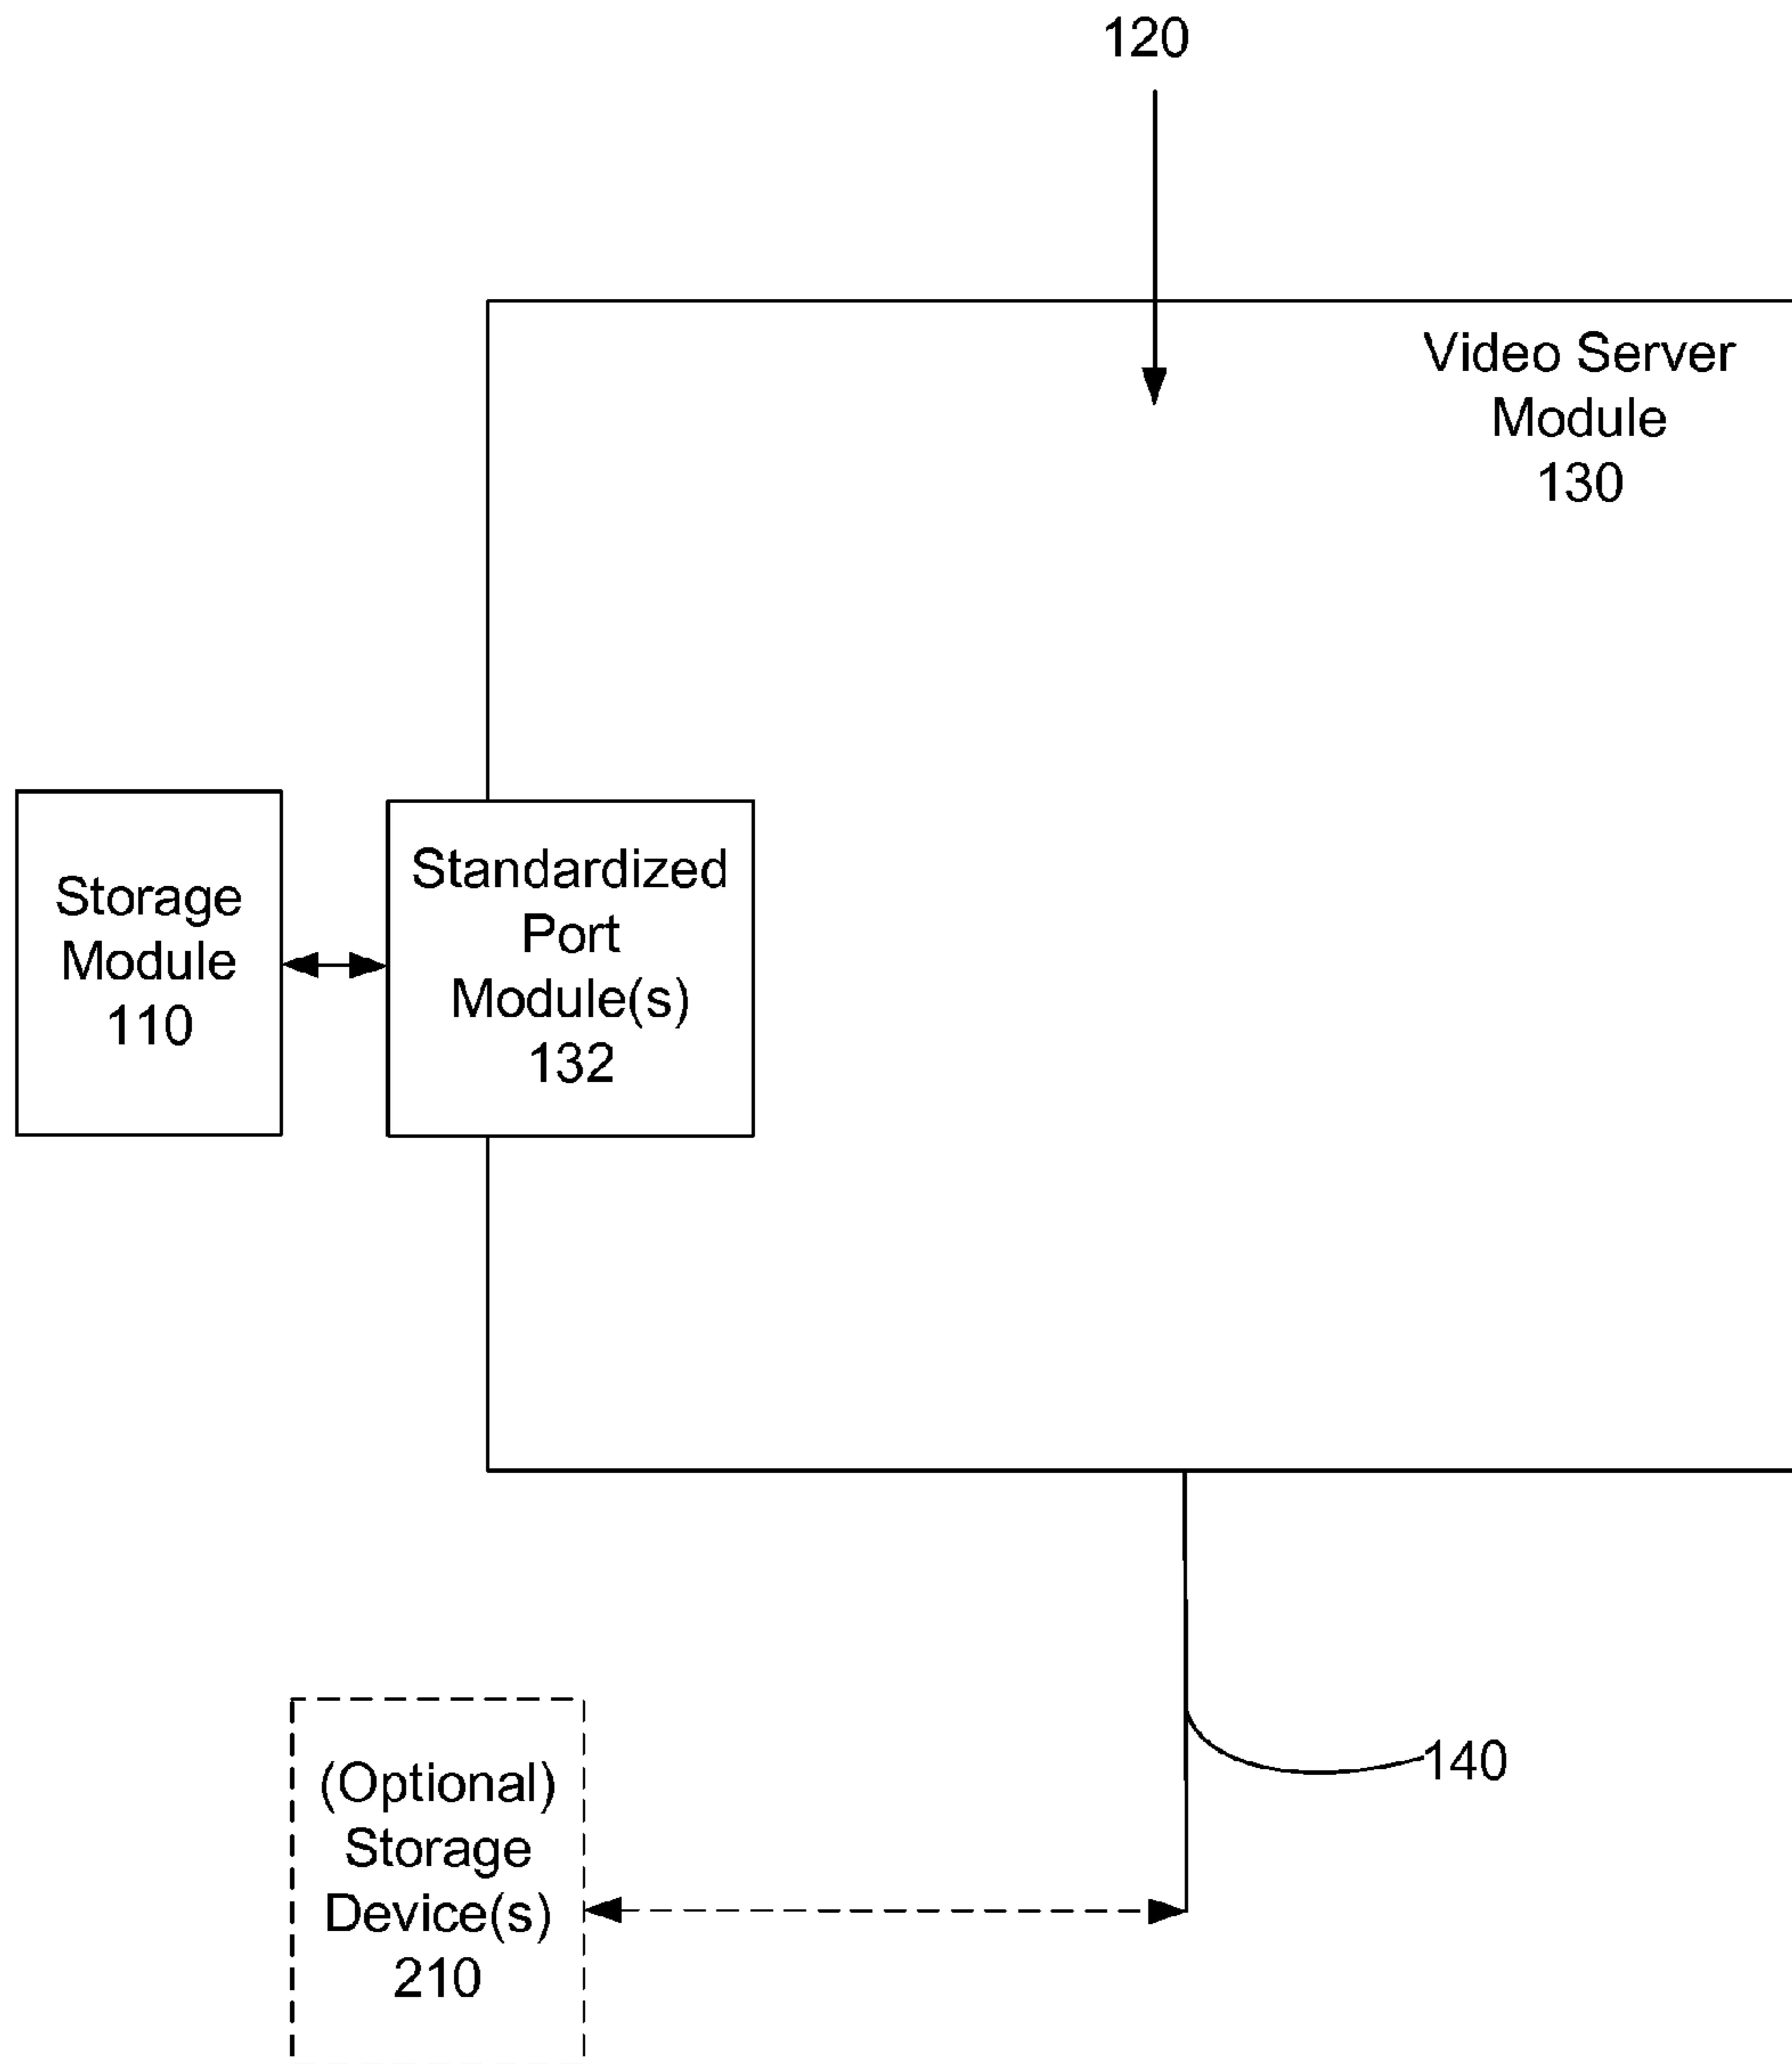 120
Video Server
Module
130
Storage
Module
110
Standardized
Port
Module(s)
132
(Optional)
Storage
Device(s)
210
140